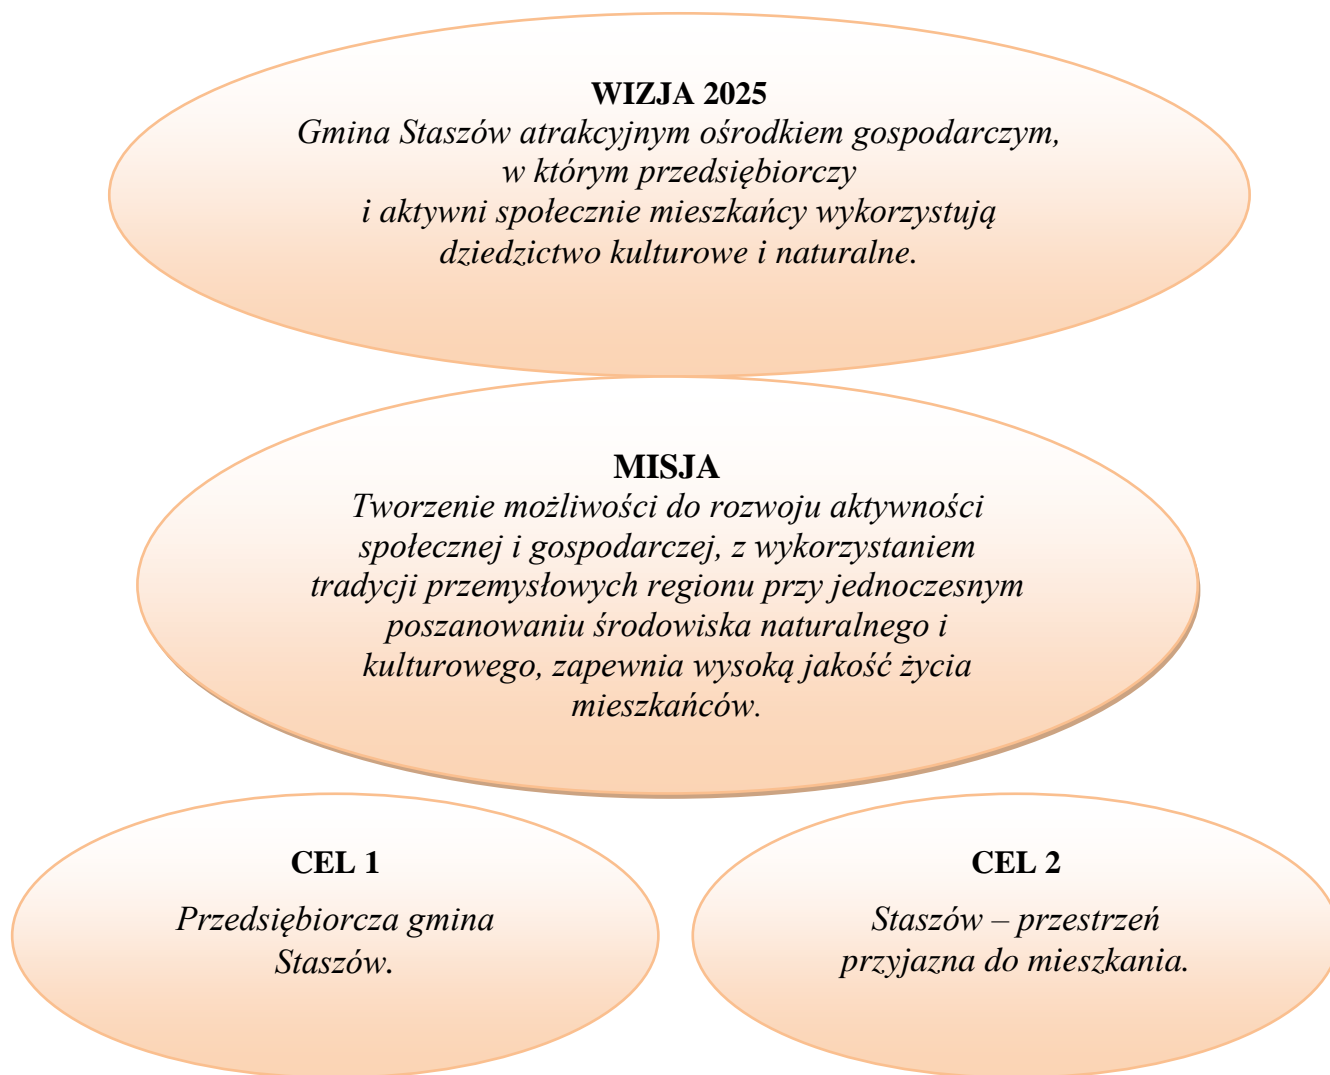 WIZJA 2025
Gmina Staszów atrakcyjnym ośrodkiem gospodarczym,
w którym przedsiębiorczy
i aktywni społecznie mieszkańcy wykorzystują
dziedzictwo kulturowe i naturalne.
MISJA
Tworzenie możliwości do rozwoju aktywności
społecznej i gospodarczej, z wykorzystaniem
tradycji przemysłowych regionu przy jednoczesnym
poszanowaniu środowiska naturalnego i
kulturowego, zapewnia wysoką jakość życia
mieszkańców.
CEL 1
Przedsiębiorcza gmina
Staszów.
CEL 2
Staszów – przestrzeń
przyjazna do mieszkania.